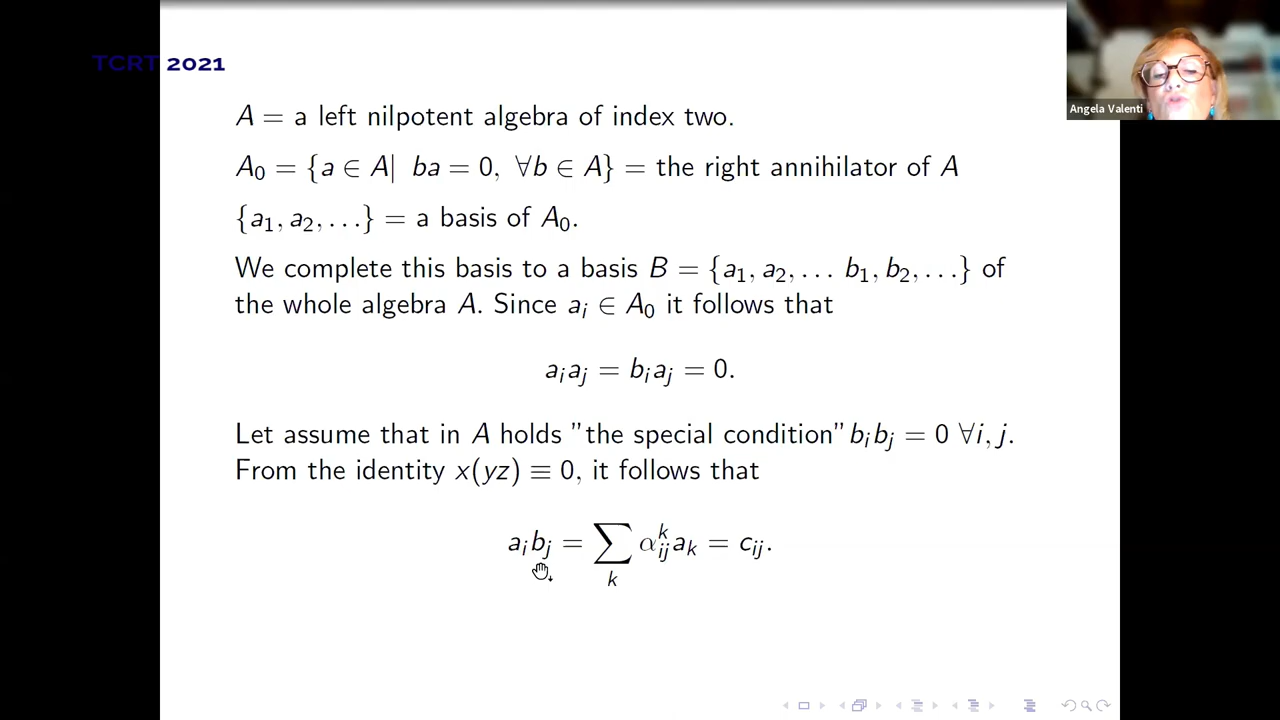 TCRT 2021
Angela Valenti
A = a left nilpotent algebra of index two.
A₀ = {a ∈ A| ba = 0, ∀b ∈ A} = the right annihilator of A
{a₁, a₂, . . .} = a basis of A₀.
We complete this basis to a basis B = {a₁, a₂, . . . b₁, b₂, . . .} of
the whole algebra A. Since aᵢ ∈ A₀ it follows that
aᵢaⱼ = bᵢaⱼ = 0.
Let assume that in A holds "the special condition" bᵢbⱼ = 0 ∀i, j.
From the identity x(yz) ≡ 0, it follows that
aᵢbⱼ = ∑ₖ αᵢⱼᵏ aₖ = cᵢⱼ.